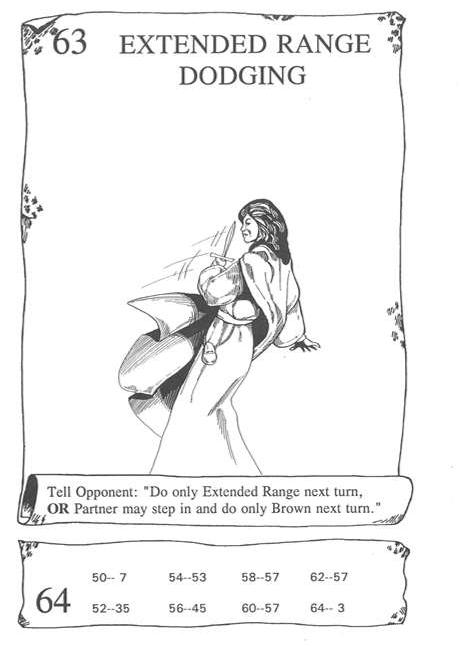 63 EXTENDED RANGE
DODGING
Tell Opponent: "Do only Extended Range next turn,
OR Partner may step in and do only Brown next turn."
50-- 7 54--53 58--57 62--57
64
52--35 56--45 60--57 64-- 3